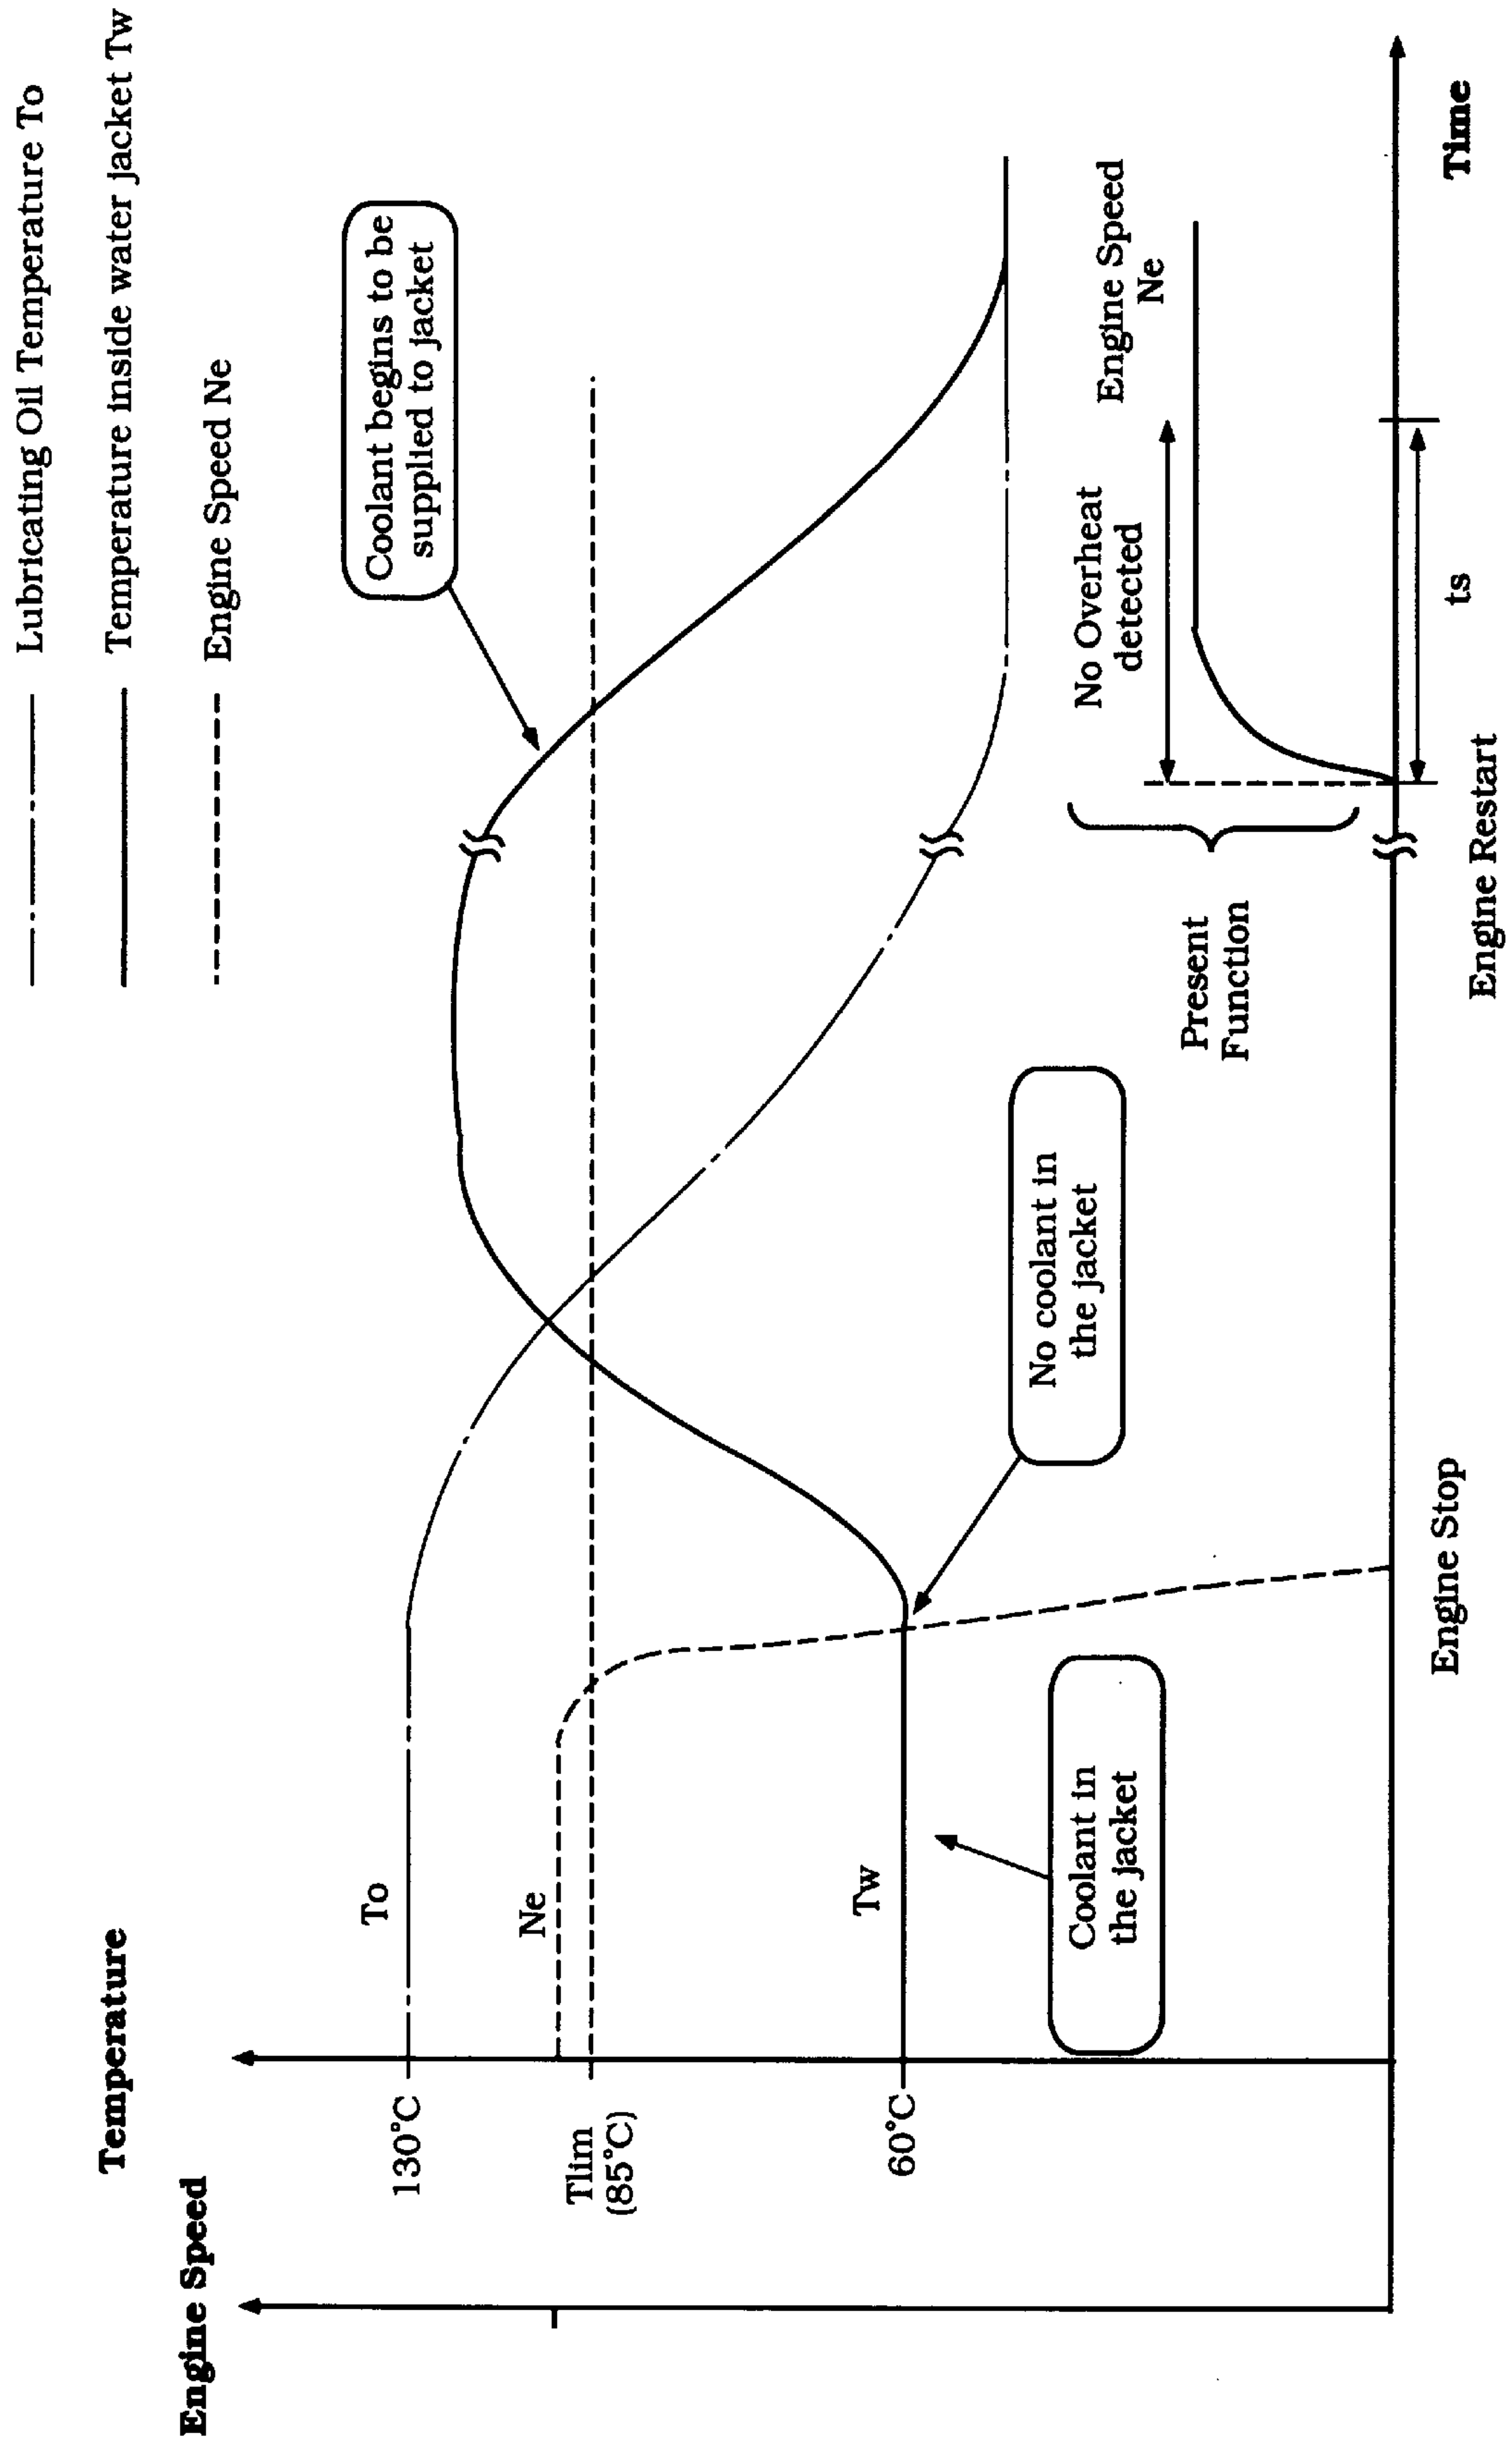 Lubricating Oil Temperature To
Temperature inside water jacket Tw
Engine Speed Ne
Engine Speed
Temperature
130°C
Tlim
(85°C)
60°C
To
Ne
Tw
Coolant in
the jacket
No coolant in
the jacket
Coolant begins to be
supplied to jacket
Present
Function
No Overheat
detected
Engine Speed
Ne
ts
Engine Stop
Engine Restart
Time